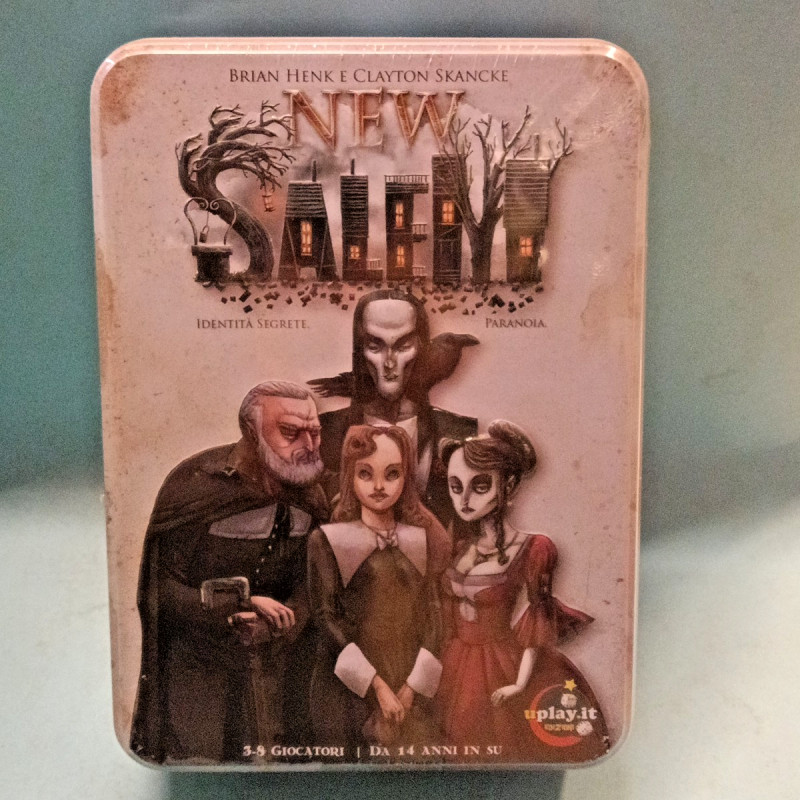 BRIAN HENK E CLAYTON SKANCKE
NEW
SALEM
IDENTITÀ SEGRETE.
PARANOIA.
uplay.it
3-8 GIOCATORI | DA 14 ANNI IN SU